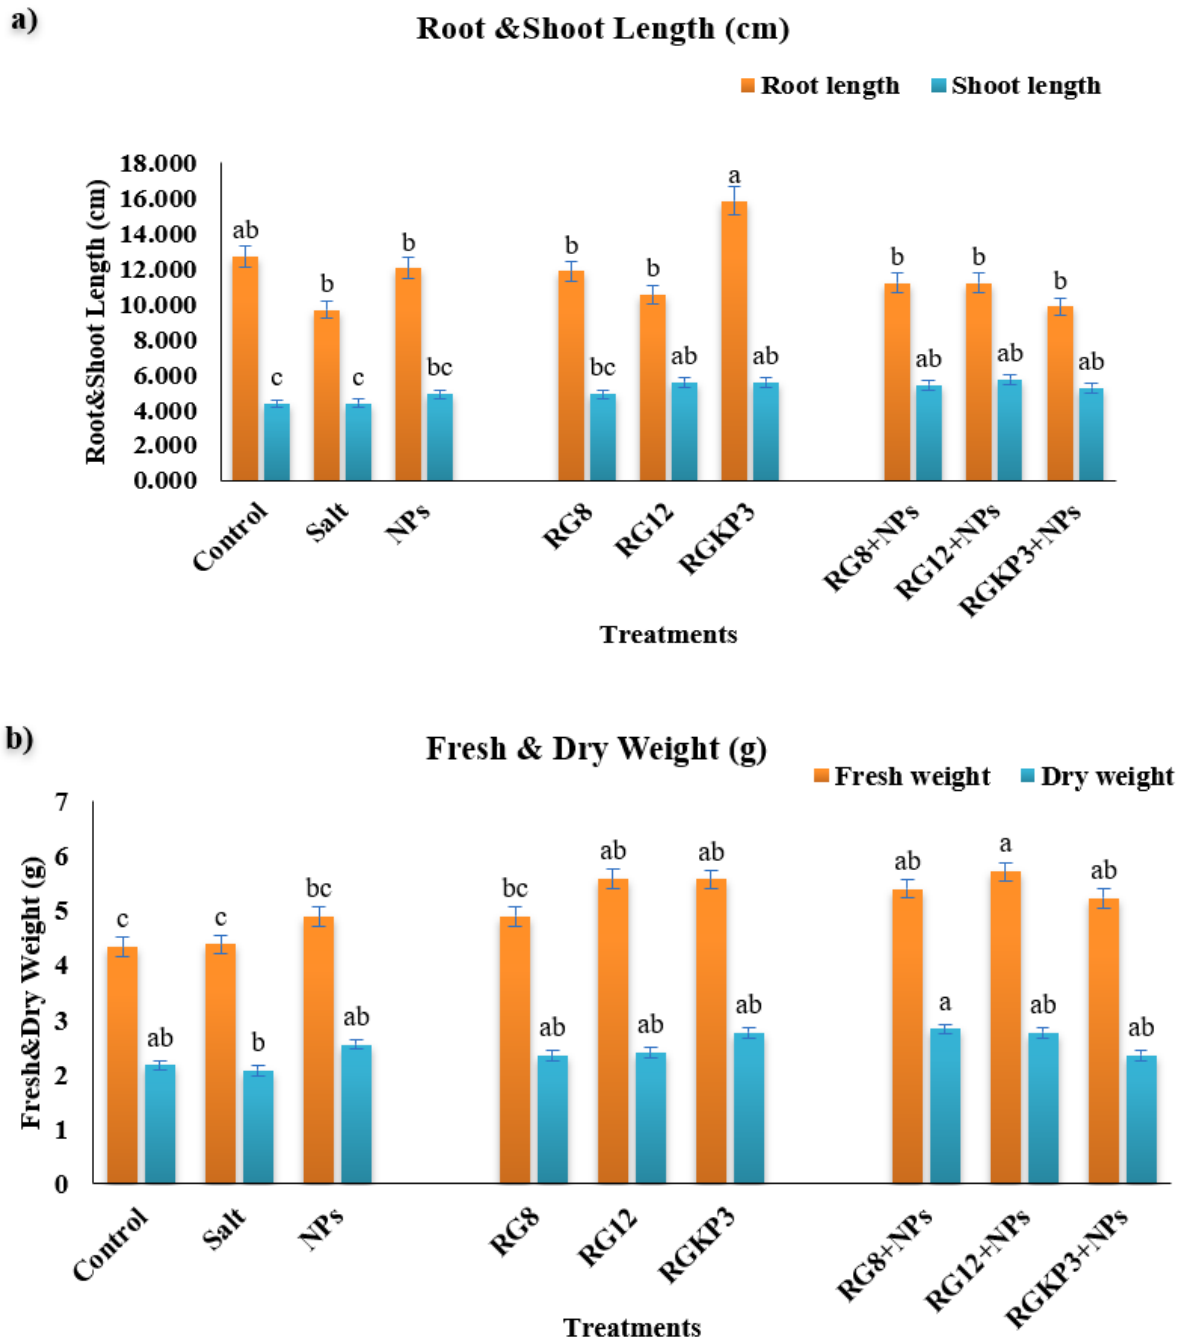 a)
Root &Shoot Length (cm)
Root length
Shoot length
Root&Shoot Length (cm)
18.000
16.000
14.000
12.000
10.000
8.000
6.000
4.000
2.000
0.000
ab
c
b
c
b
bc
b
bc
b
ab
a
ab
b
ab
b
ab
b
ab
Control
Salt
NPs
RG8
RG12
RGKP3
RG8+NPs
RG12+NPs
RGKP3+NPs
Treatments
b)
Fresh & Dry Weight (g)
Fresh weight
Dry weight
Fresh&Dry Weight (g)
7
6
5
4
3
2
1
0
c
ab
c
b
bc
ab
bc
ab
ab
ab
ab
ab
ab
a
a
ab
ab
ab
Control
Salt
NPs
RG8
RG12
RGKP3
RG8+NPs
RG12+NPs
RGKP3+NPs
Treatments